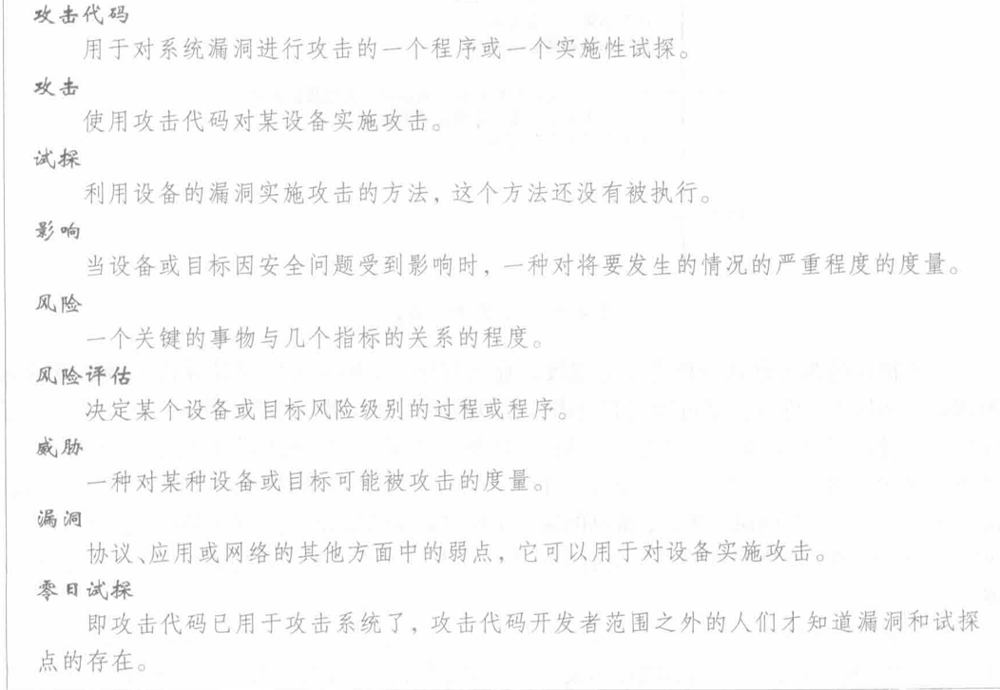 攻击代码
用于对系统漏洞进行攻击的一个程序或一个实施性试探。
攻击
使用攻击代码对某设备实施攻击。
试探
利用设备的漏洞实施攻击的方法，这个方法还没有被执行。
影响
当设备或目标因安全问题受到影响时，一种对将要发生的情况的严重程度的度量。
风险
一个关键的事物与几个指标的关系的程度。
风险评估
决定某个设备或目标风险级别的过程或程序。
威胁
一种对某种设备或目标可能被攻击的度量。
漏洞
协议、应用或网络的其他方面中的弱点，它可以用于对设备实施攻击。
零日试探
即攻击代码已用于攻击系统了，攻击代码开发者范围之外的人们才知道漏洞和试探
点的存在。